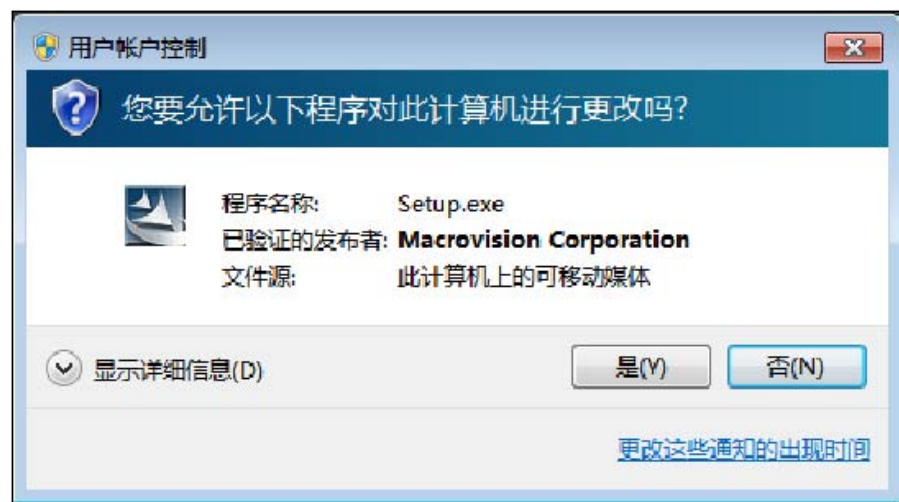 用户帐户控制
您要允许以下程序对此计算机进行更改吗?
程序名称: Setup.exe
已验证的发布者: Macrovision Corporation
文件源: 此计算机上的可移动媒体
显示详细信息(D)
是(Y)
否(N)
更改这些通知的出现时间